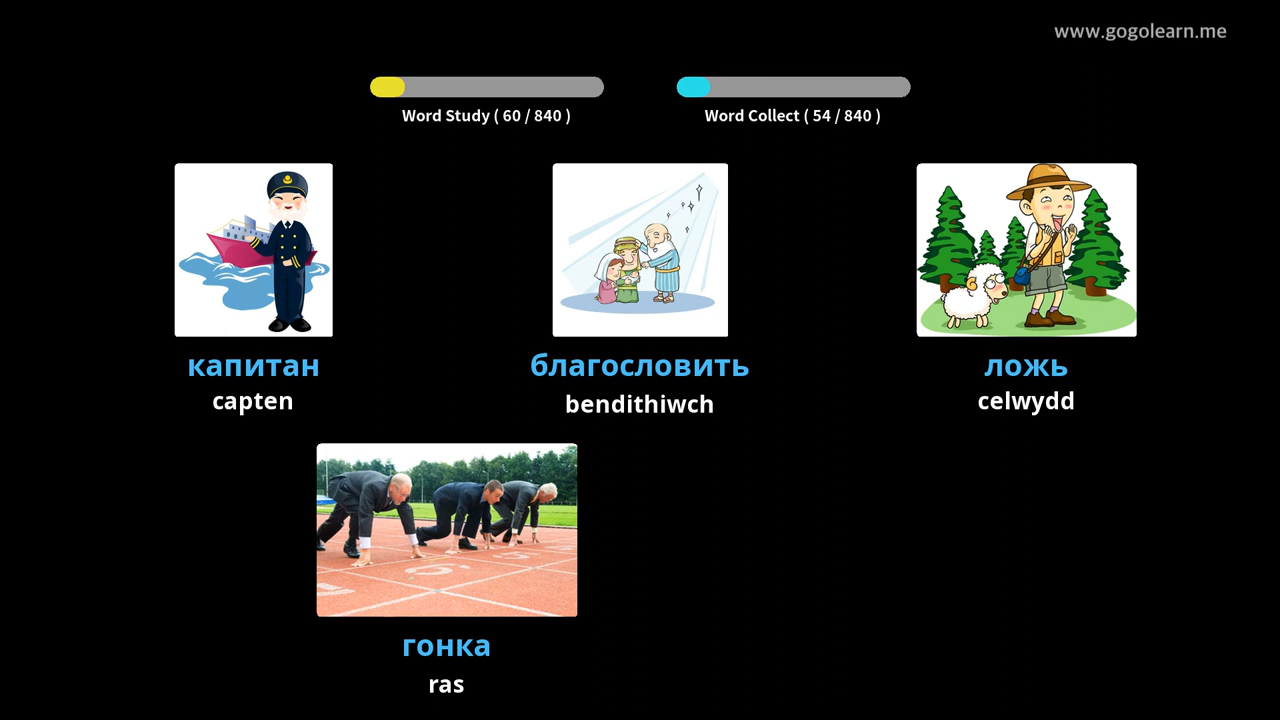 www.gogolearn.me
Word Study ( 60 / 840 )
Word Collect ( 54 / 840 )
капитан
capten
благословить
bendithiwch
ложь
celwydd
гонка
ras